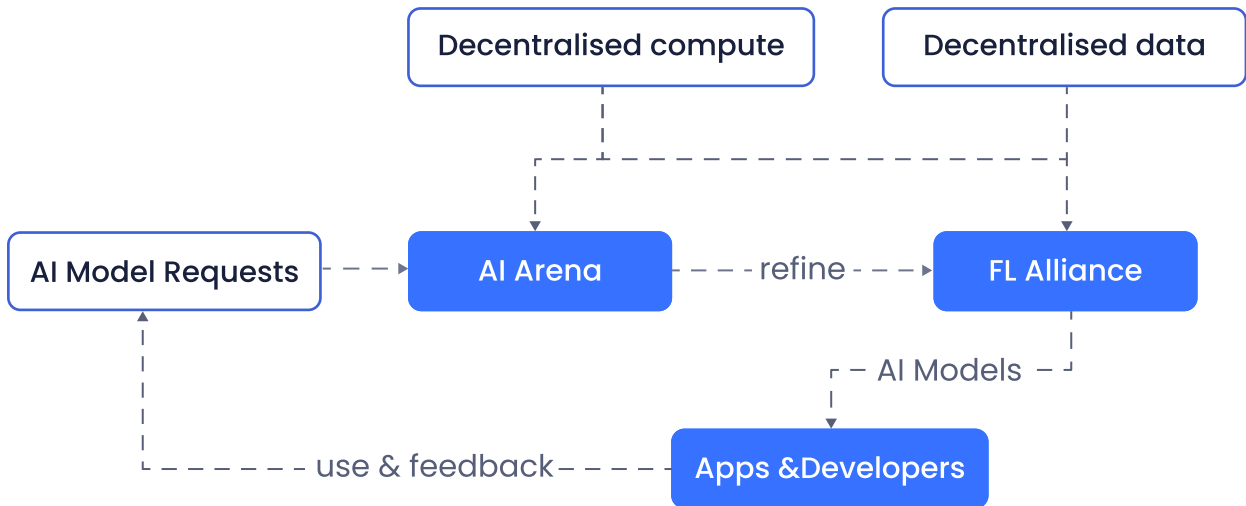 Decentralised compute
Decentralised data
AI Model Requests
AI Arena
refine
FL Alliance
AI Models
use & feedback
Apps &Developers